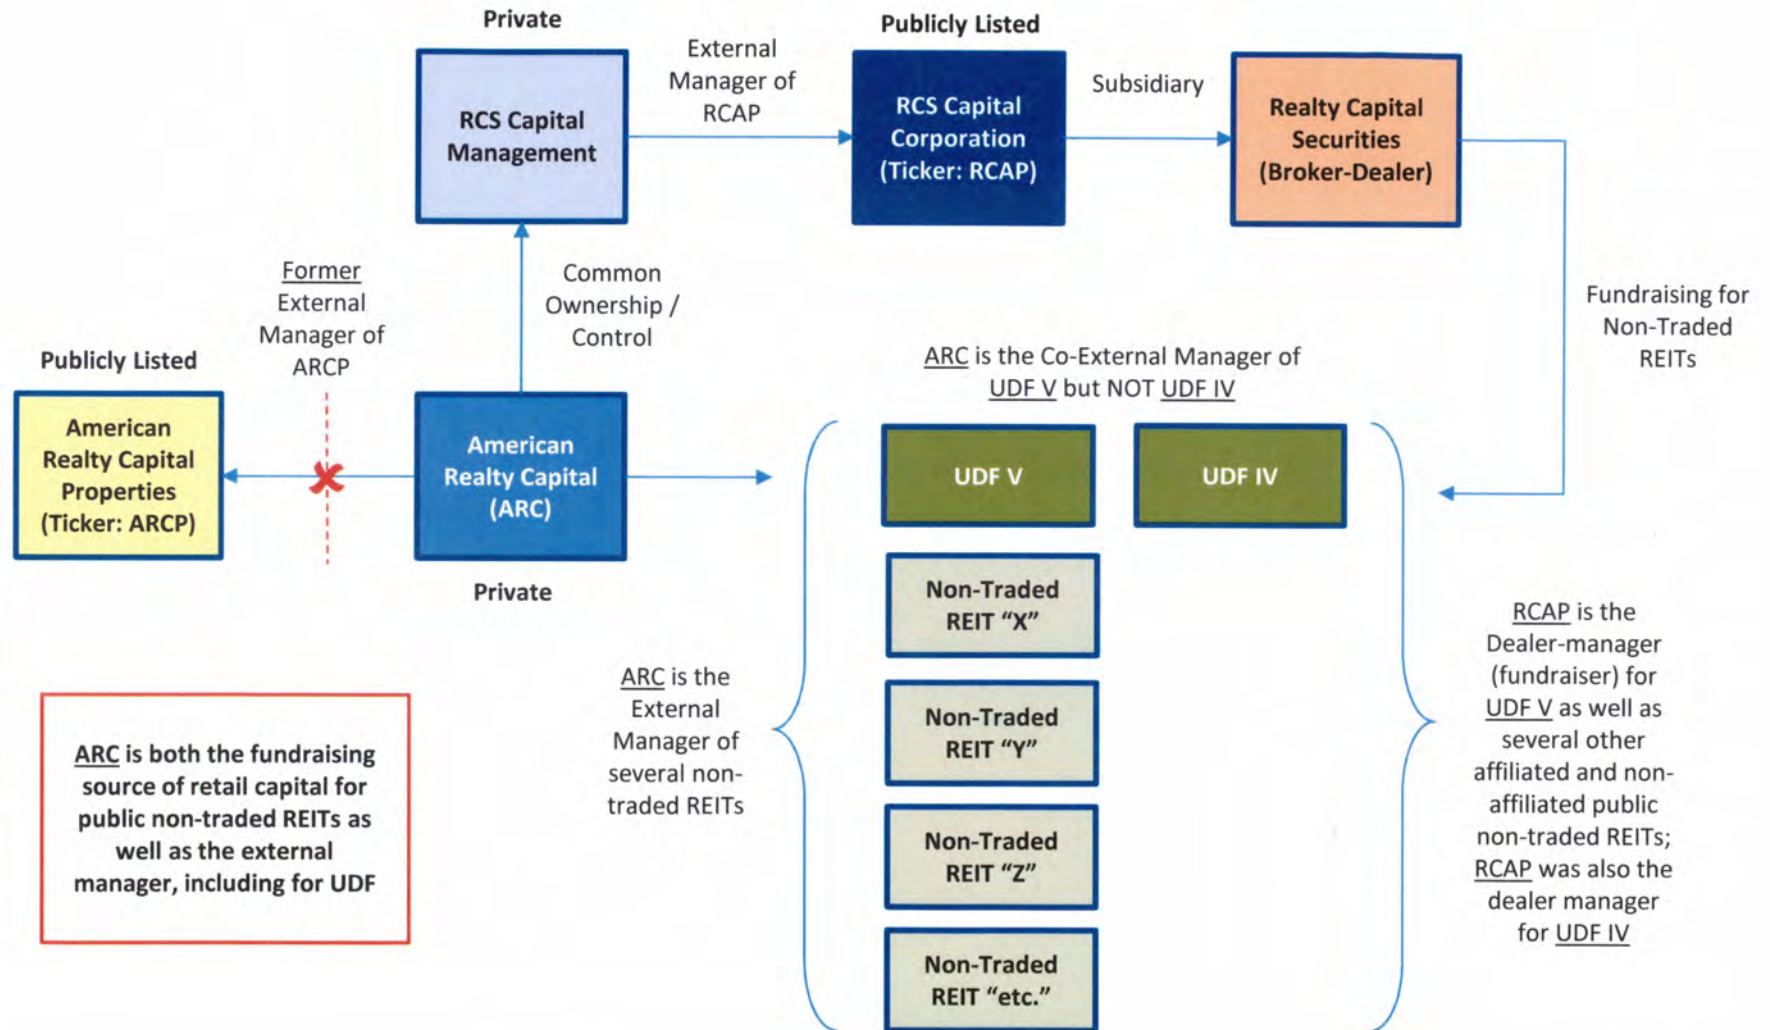 Private
RCS Capital
Management
External
Manager of
RCAP
Publicly Listed
RCS Capital
Corporation
(Ticker: RCAP)
Subsidiary
Realty Capital
Securities
(Broker-Dealer)
Fundraising for
Non-Traded
REITs
Common
Ownership /
Control
Former
External
Manager of
ARCP
Publicly Listed
American
Realty Capital
Properties
(Ticker: ARCP)
American
Realty Capital
(ARC)
Private
ARC is the Co-External Manager of
UDF V but NOT UDF IV
UDF V
UDF IV
Non-Traded
REIT “X”
Non-Traded
REIT “Y”
Non-Traded
REIT “Z”
Non-Traded
REIT “etc.”
ARC is the
External
Manager of
several non-
traded REITs
RCAP is the
Dealer-manager
(fundraiser) for
UDF V as well as
several other
affiliated and non-
affiliated public
non-traded REITs;
RCAP was also the
dealer manager
for UDF IV
ARC is both the fundraising
source of retail capital for
public non-traded REITs as
well as the external
manager, including for UDF